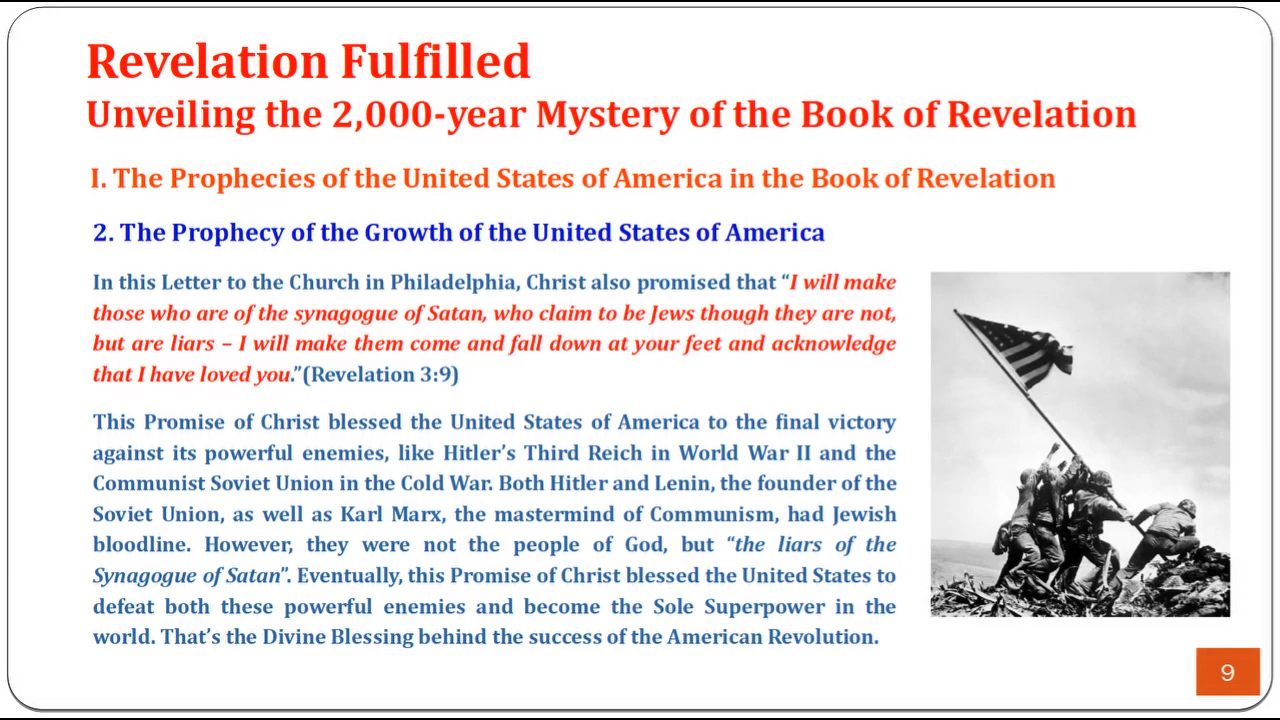 Revelation Fulfilled
Unveiling the 2,000-year Mystery of the Book of Revelation
I. The Prophecies of the United States of America in the Book of Revelation
2. The Prophecy of the Growth of the United States of America
In this Letter to the Church in Philadelphia, Christ also promised that “I will make
those who are of the synagogue of Satan, who claim to be Jews though they are not,
but are liars – I will make them come and fall down at your feet and acknowledge
that I have loved you.”(Revelation 3:9)
This Promise of Christ blessed the United States of America to the final victory
against its powerful enemies, like Hitler’s Third Reich in World War II and the
Communist Soviet Union in the Cold War. Both Hitler and Lenin, the founder of the
Soviet Union, as well as Karl Marx, the mastermind of Communism, had Jewish
bloodline. However, they were not the people of God, but “the liars of the
Synagogue of Satan”. Eventually, this Promise of Christ blessed the United States to
defeat both these powerful enemies and become the Sole Superpower in the
world. That’s the Divine Blessing behind the success of the American Revolution.
9